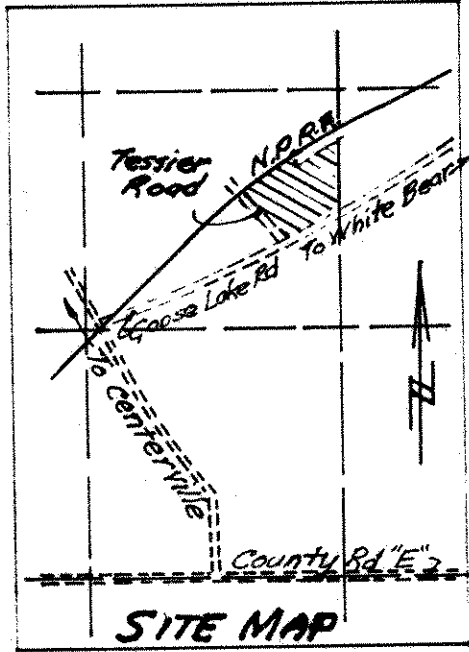 N.P.R.R.
Tessier
Road
To White Bear
Goose Lake Rd
To Centerville
N
County Rd "E"
SITE MAP